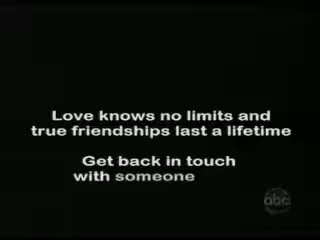 Love knows no limits and
true friendships last a lifetime
Get back in touch
with someone
abc